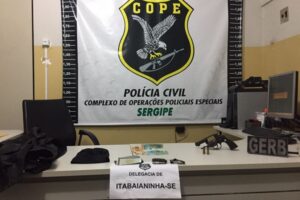 COPE
POLÍCIA CIVIL
COMPLEXO DE OPERAÇÕES POLICIAIS ESPECIAIS
SERGIPE
GERB
DELEGACIA DE
ITABAIANINHA-SE